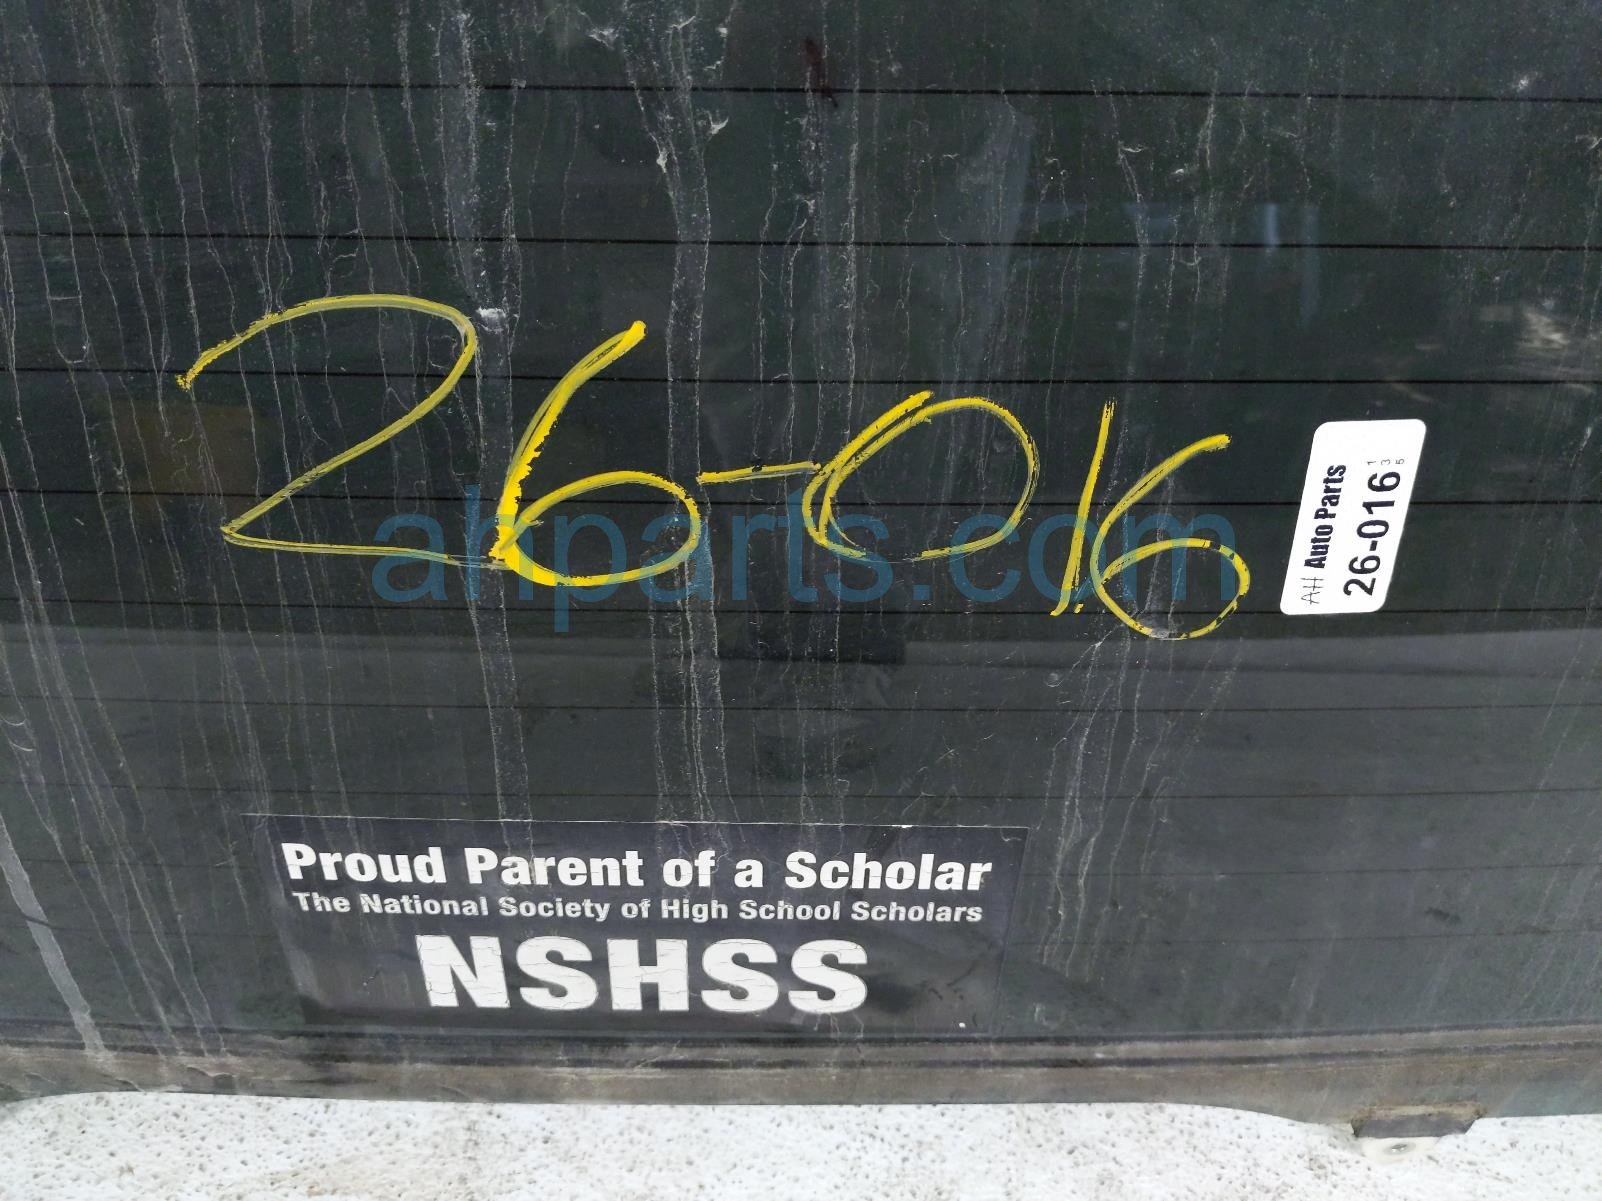 26-016
AH Auto Parts
26-016
135
ahparts.com
Proud Parent of a Scholar
The National Society of High School Scholars
NSHSS